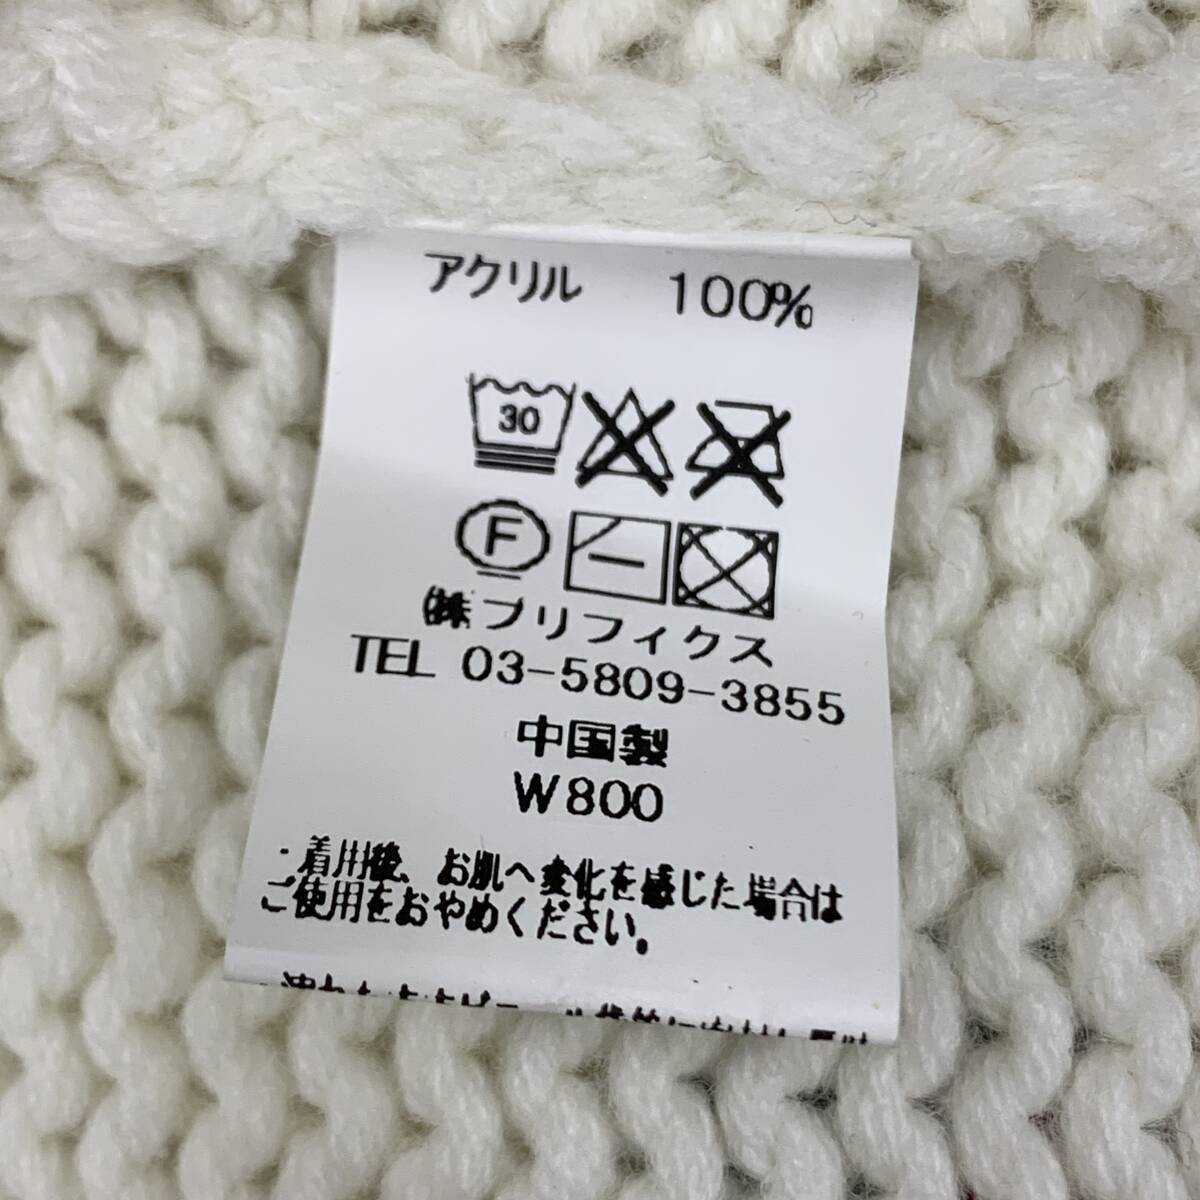 アクリル 100%
30
F
㈱プリフィクス
TEL 03-5809-3855
中国製
W800
・着用後、お肌へ変化を感じた場合は
ご使用をおやめください。